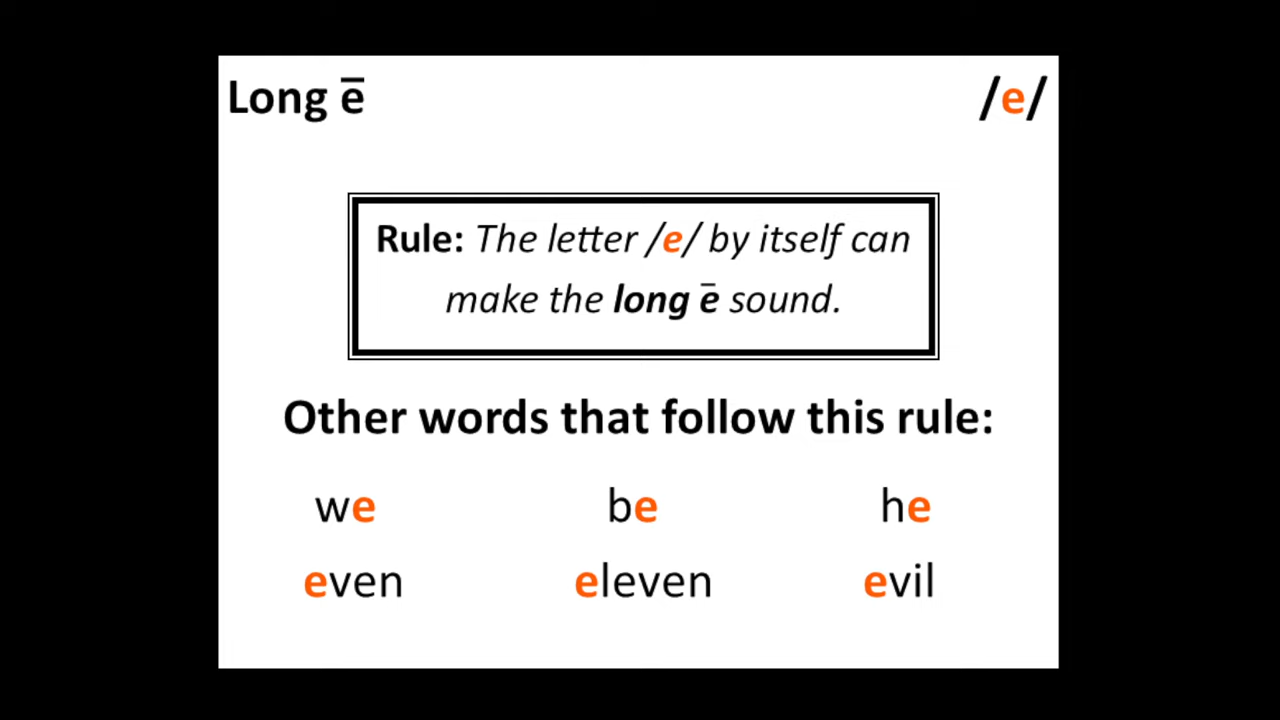 Long ē
/e/
Rule: The letter /e/ by itself can
make the long ē sound.
Other words that follow this rule:
we be he
even eleven evil